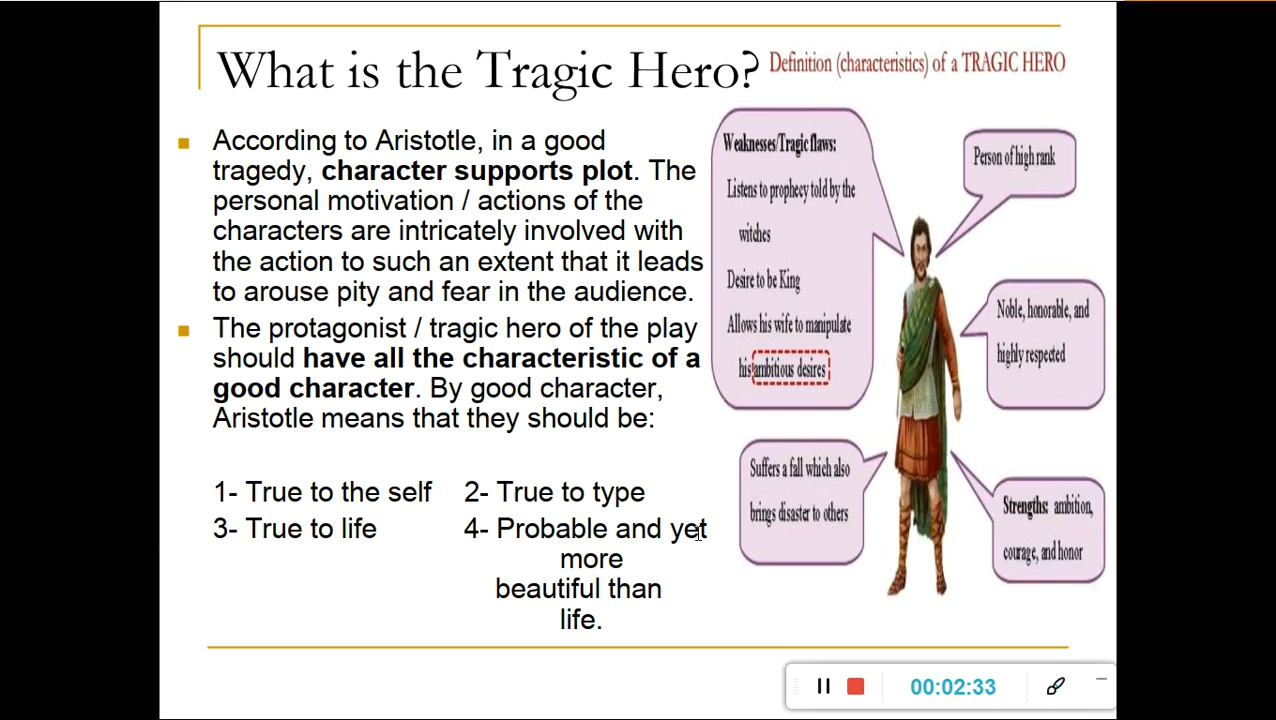 What is the Tragic Hero?
Definition (characteristics) of a TRAGIC HERO
According to Aristotle, in a good
tragedy, character supports plot. The
personal motivation / actions of the
characters are intricately involved with
the action to such an extent that it leads
to arouse pity and fear in the audience.
The protagonist / tragic hero of the play
should have all the characteristic of a
good character. By good character,
Aristotle means that they should be:
1- True to the self 2- True to type
3- True to life 4- Probable and yet
more
beautiful than
life.
Weaknesses/Tragic flaws:
Listens to prophecy told by the
witches
Desire to be King
Allows his wife to manipulate
his ambitious desires
Person of high rank
Noble, honorable, and
highly respected
Suffers a fall which also
brings disaster to others
Strengths: ambition,
courage, and honor
00:02:33